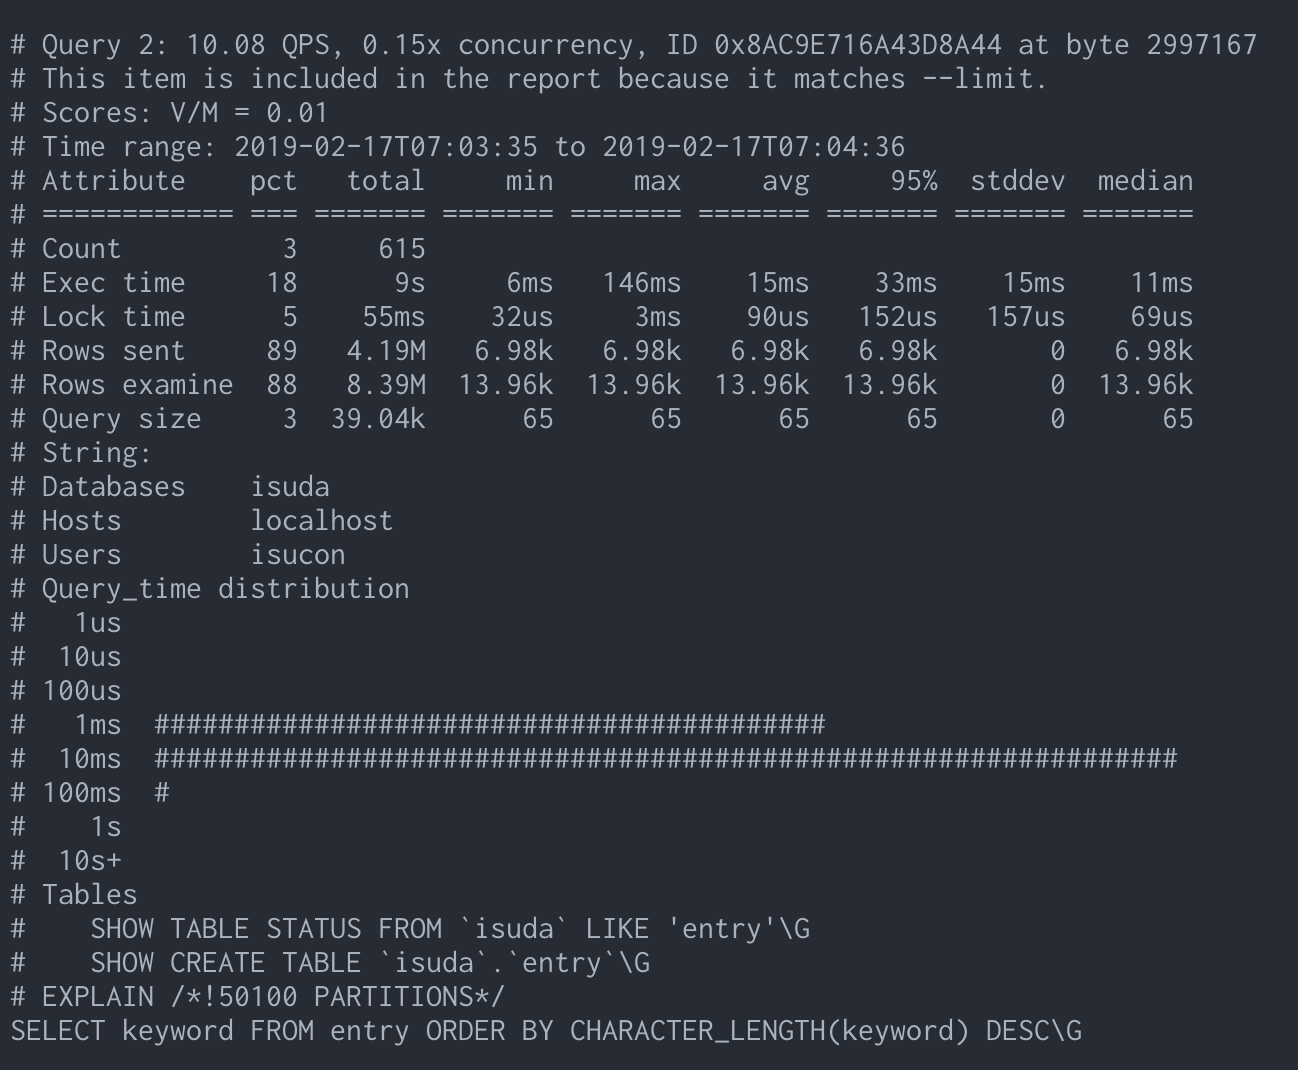 # Query 2: 10.08 QPS, 0.15x concurrency, ID 0x8AC9E716A43D8A44 at byte 2997167
# This item is included in the report because it matches --limit.
# Scores: V/M = 0.01
# Time range: 2019-02-17T07:03:35 to 2019-02-17T07:04:36
# Attribute    pct   total     min     max     avg     95%  stddev  median
# ============ === ======= ======= ======= ======= ======= ======= =======
# Count          3     615
# Exec time     18      9s     6ms   146ms    15ms    33ms    15ms    11ms
# Lock time      5    55ms    32us     3ms    90us   152us   157us    69us
# Rows sent     89   4.19M   6.98k   6.98k   6.98k   6.98k       0   6.98k
# Rows examine  88   8.39M  13.96k  13.96k  13.96k  13.96k       0  13.96k
# Query size     3  39.04k      65      65      65      65       0      65
# String:
# Databases    isuda
# Hosts        localhost
# Users        isucon
# Query_time distribution
#   1us
#  10us
# 100us
#   1ms  ##########################################
#  10ms  ################################################################
# 100ms  #
#    1s
#  10s+
# Tables
#    SHOW TABLE STATUS FROM `isuda` LIKE 'entry'\G
#    SHOW CREATE TABLE `isuda`.`entry`\G
# EXPLAIN /*!50100 PARTITIONS*/
SELECT keyword FROM entry ORDER BY CHARACTER_LENGTH(keyword) DESC\G